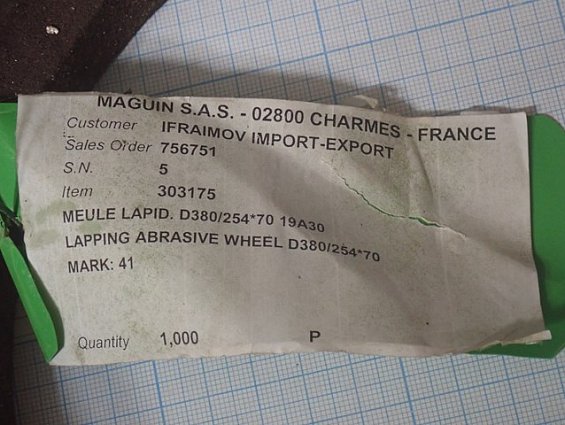 MAGUIN S.A.S. - 02800 CHARMES - FRANCE
Customer IFRAIMOV IMPORT-EXPORT
Sales Order 756751
S.N. 5
Item 303175
MEULE LAPID. D380/254*70 19A30
LAPPING ABRASIVE WHEEL D380/254*70
MARK: 41
Quantity 1,000 P